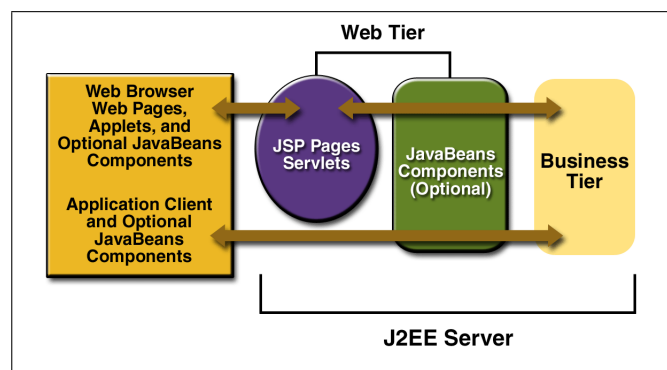 Web Tier
Web Browser
Web Pages,
Applets, and
Optional JavaBeans
Components
Application Client
and Optional
JavaBeans
Components
JSP Pages
Servlets
JavaBeans
Components
(Optional)
Business
Tier
J2EE Server